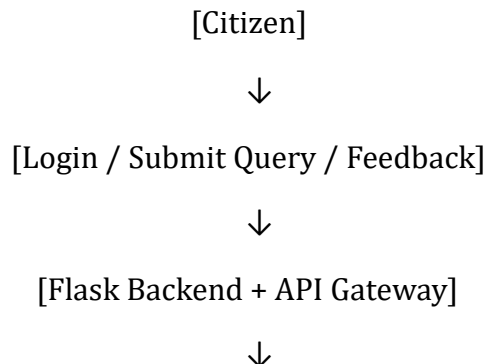 [Citizen]
↓
[Login / Submit Query / Feedback]
↓
[Flask Backend + API Gateway]
↓